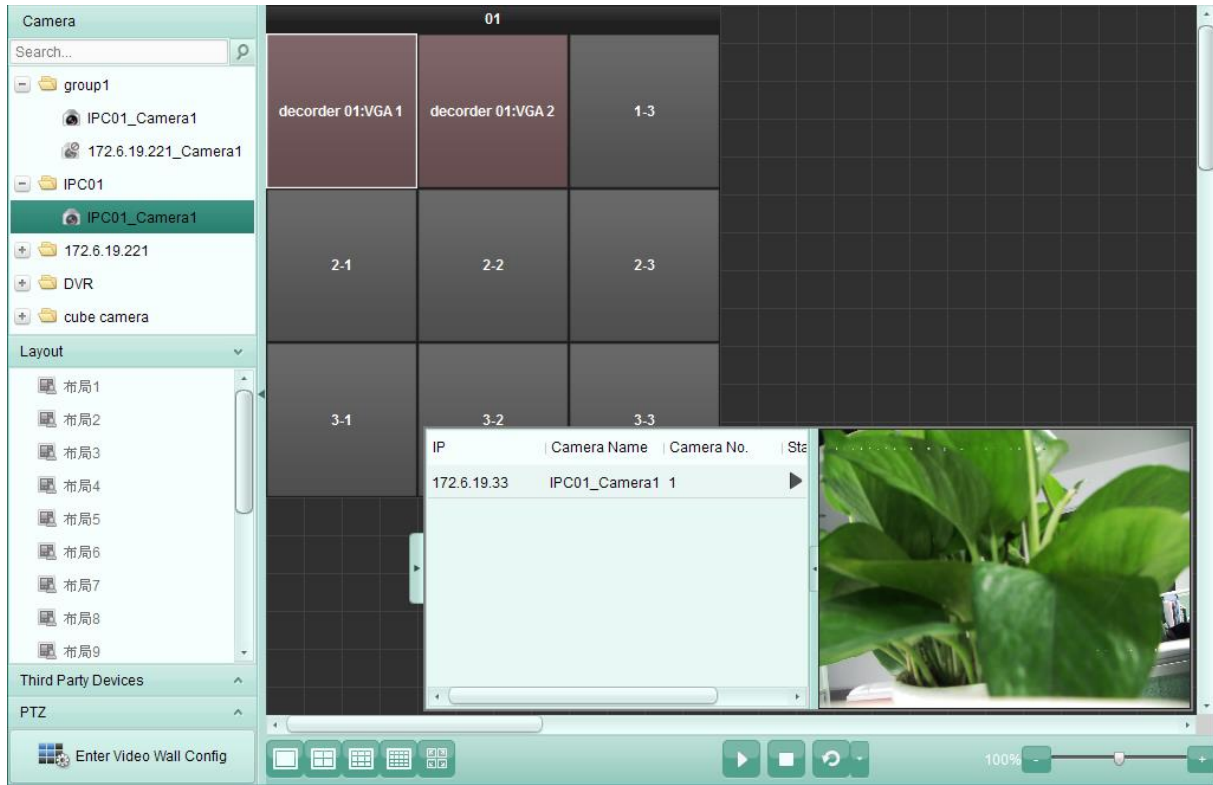 Camera
Search...
group1
IPC01_Camera1
172.6.19.221_Camera1
IPC01
IPC01_Camera1
172.6.19.221
DVR
cube camera
Layout
布局1
布局2
布局3
布局4
布局5
布局6
布局7
布局8
布局9
Third Party Devices
PTZ
Enter Video Wall Config
01
decorder 01:VGA 1
decorder 01:VGA 2
1-3
2-1
2-2
2-3
3-1
3-2
3-3
IP Camera Name Camera No. Sta
172.6.19.33 IPC01_Camera1 1
100%